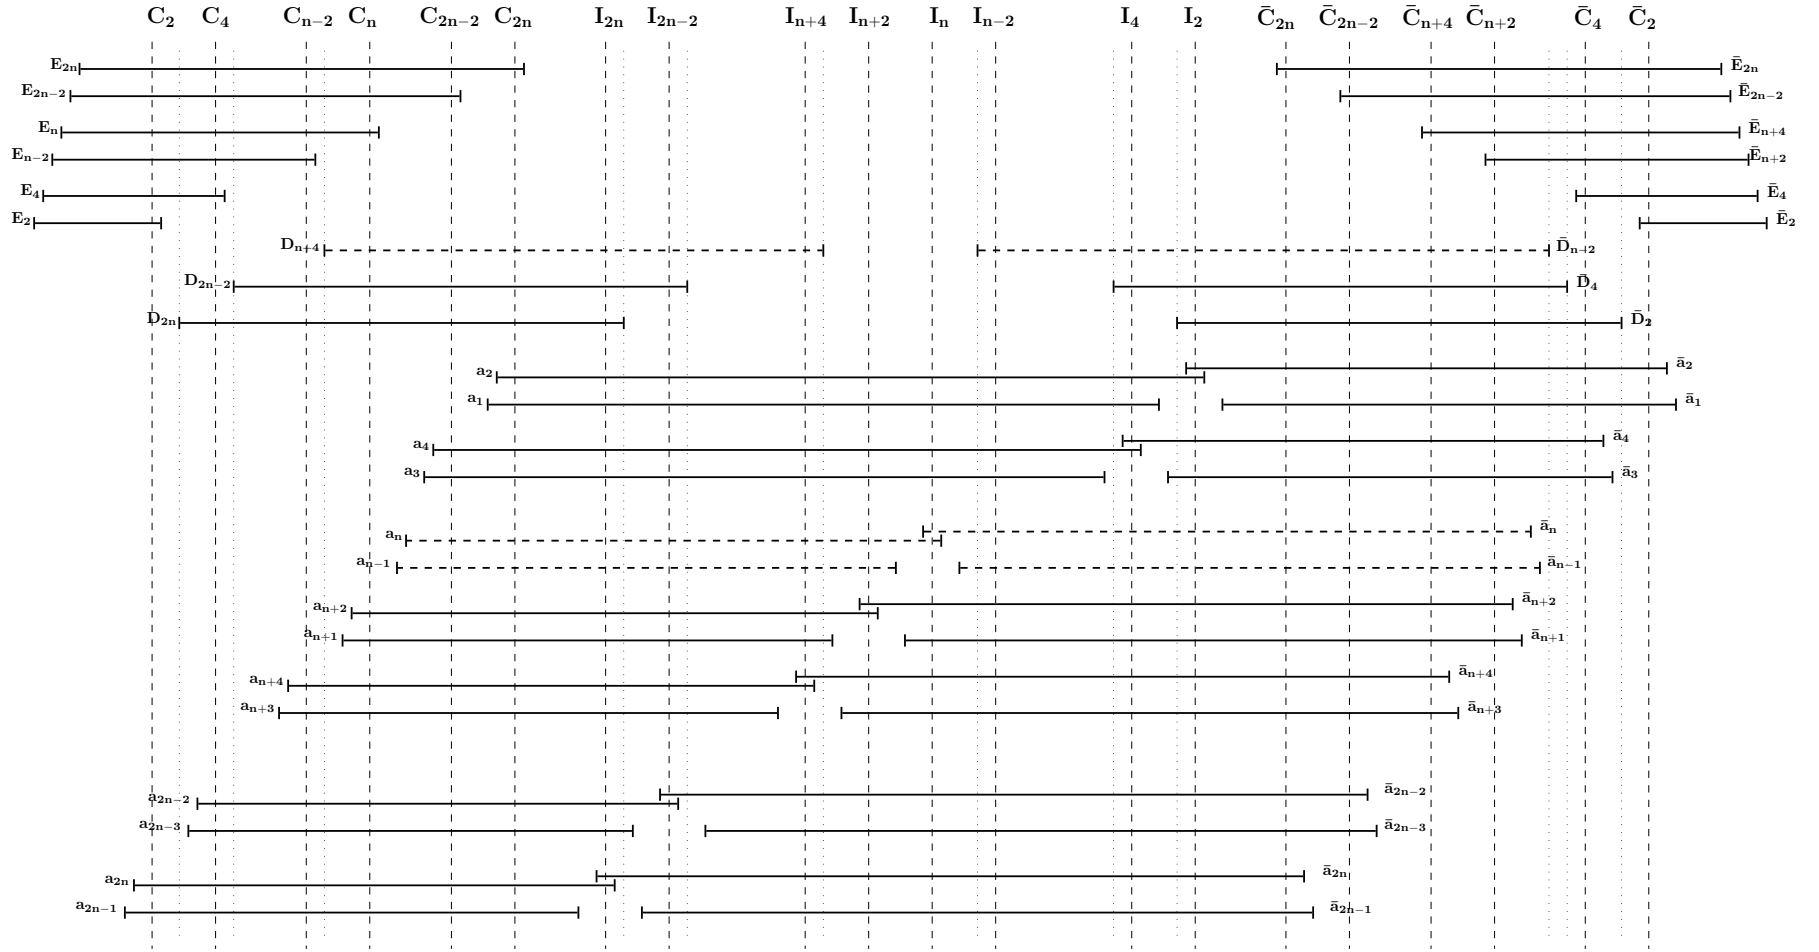 C₂ C₄ Cₙ₋₂ Cₙ C₂ₙ₋₂ C₂ₙ I₂ₙ I₂ₙ₋₂ Iₙ₊₄ Iₙ₊₂ Iₙ Iₙ₋₂ I₄ I₂ C̄₂ₙ C̄₂ₙ₋₂ C̄ₙ₊₄ C̄ₙ₊₂ C̄₄ C̄₂
E₂ₙ Ē₂ₙ
E₂ₙ₋₂ Ē₂ₙ₋₂
Eₙ Ēₙ₊₄
Eₙ₋₂ Ēₙ₊₂
E₄ Ē₄
E₂ Ē₂
Dₙ₊₄ D̄ₙ₊₂
D₂ₙ₋₂ D̄₄
D₂ₙ D̄₂
a₂ ā₂
a₁ ā₁
a₄ ā₄
a₃ ā₃
aₙ āₙ
aₙ₋₁ āₙ₋₁
aₙ₊₂ āₙ₊₂
aₙ₊₁ āₙ₊₁
aₙ₊₄ āₙ₊₄
aₙ₊₃ āₙ₊₃
a₂ₙ₋₂ ā₂ₙ₋₂
a₂ₙ₋₃ ā₂ₙ₋₃
a₂ₙ ā₂ₙ
a₂ₙ₋₁ ā₂ₙ₋₁